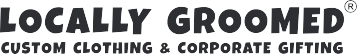 LOCALLY GROOMED®
CUSTOM CLOTHING & CORPORATE GIFTING